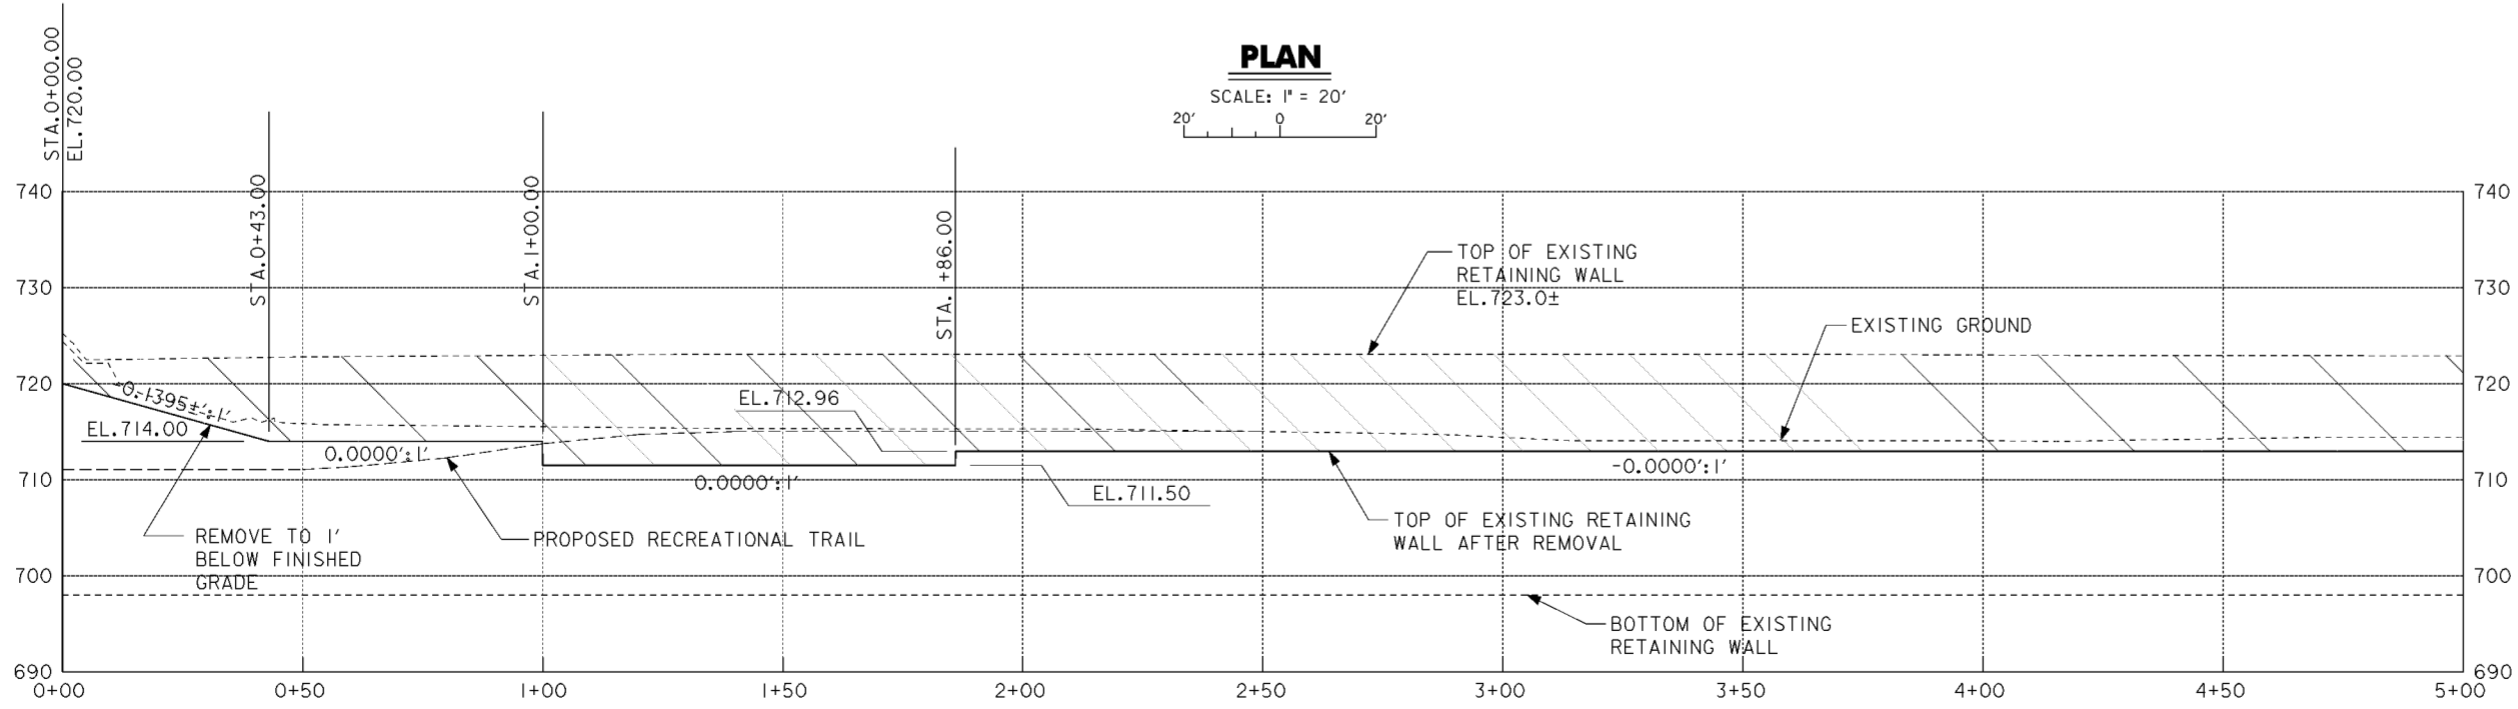 PLAN
SCALE: 1" = 20'
20' 0 20'
STA.0+00.00
EL.720.00
STA.0+43.00
STA.1+00.00
STA. +86.00
740 740
730 730
720 720
710 710
700 700
690 690
TOP OF EXISTING
RETAINING WALL
EL.723.0±
EXISTING GROUND
-0.1395±':1'
EL.714.00
0.0000':1'
EL.712.96
0.0000':1'
EL.711.50
-0.0000':1'
REMOVE TO 1'
BELOW FINISHED
GRADE
PROPOSED RECREATIONAL TRAIL
TOP OF EXISTING RETAINING
WALL AFTER REMOVAL
BOTTOM OF EXISTING
RETAINING WALL
0+00 0+50 1+00 1+50 2+00 2+50 3+00 3+50 4+00 4+50 5+00